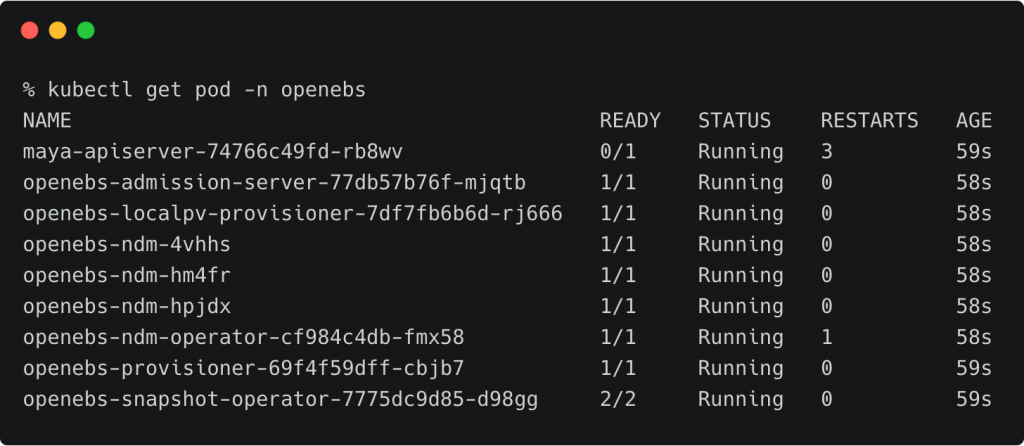 % kubectl get pod -n openebs
NAME READY STATUS RESTARTS AGE
maya-apiserver-74766c49fd-rb8wv 0/1 Running 3 59s
openebs-admission-server-77db57b76f-mjqtb 1/1 Running 0 58s
openebs-localpv-provisioner-7df7fb6b6d-rj666 1/1 Running 0 58s
openebs-ndm-4vhhs 1/1 Running 0 58s
openebs-ndm-hm4fr 1/1 Running 0 58s
openebs-ndm-hpjdx 1/1 Running 0 58s
openebs-ndm-operator-cf984c4db-fmx58 1/1 Running 1 58s
openebs-provisioner-69f4f59dff-cbjb7 1/1 Running 0 59s
openebs-snapshot-operator-7775dc9d85-d98gg 2/2 Running 0 59s